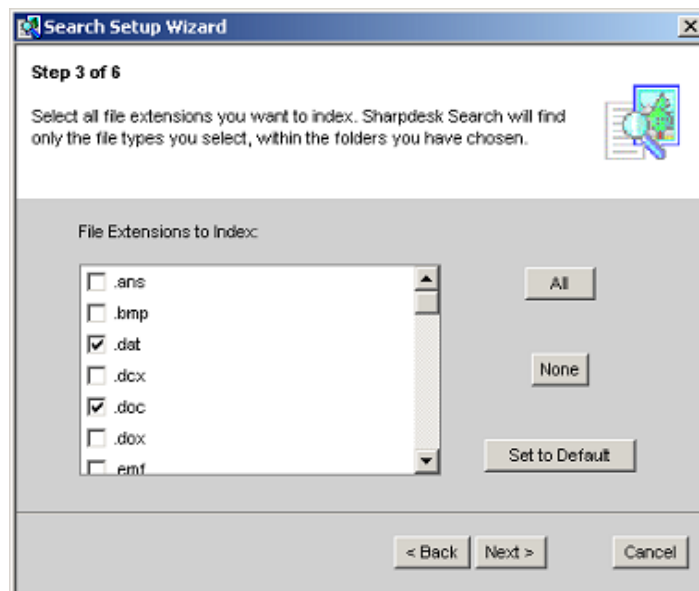 Search Setup Wizard
Step 3 of 6
Select all file extensions you want to index. Sharpdesk Search will find
only the file types you select, within the folders you have chosen.
File Extensions to Index:
.ans
.bmp
.dat
.dcx
.doc
.dox
.emf
All
None
Set to Default
< Back
Next >
Cancel